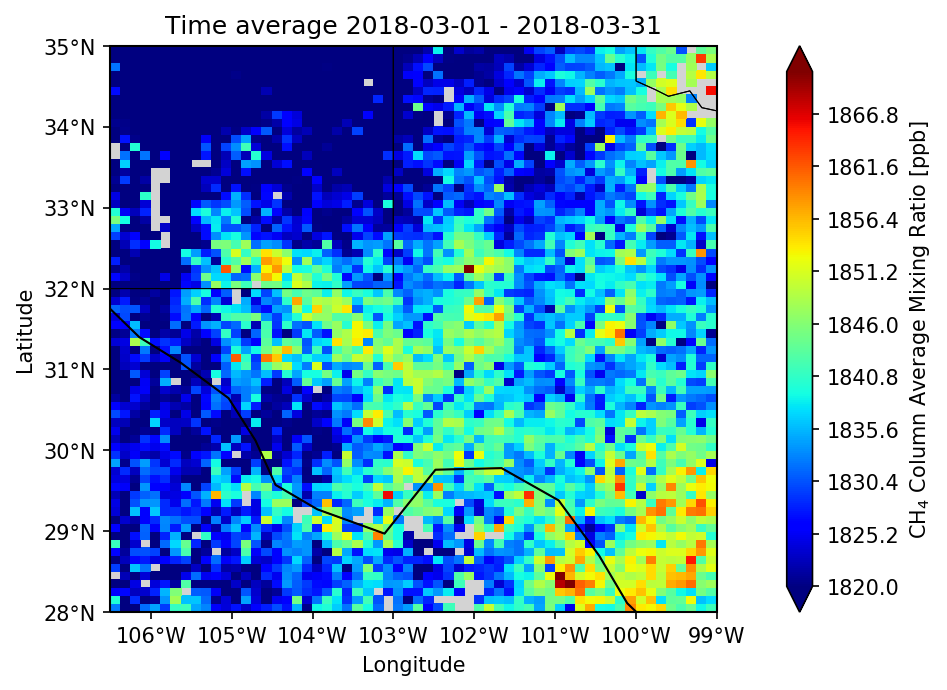 Time average 2018-03-01 - 2018-03-31
35°N
34°N
33°N
32°N
31°N
30°N
29°N
28°N
Latitude
106°W 105°W 104°W 103°W 102°W 101°W 100°W 99°W
Longitude
1866.8
1861.6
1856.4
1851.2
1846.0
1840.8
1835.6
1830.4
1825.2
1820.0
CH₄ Column Average Mixing Ratio [ppb]